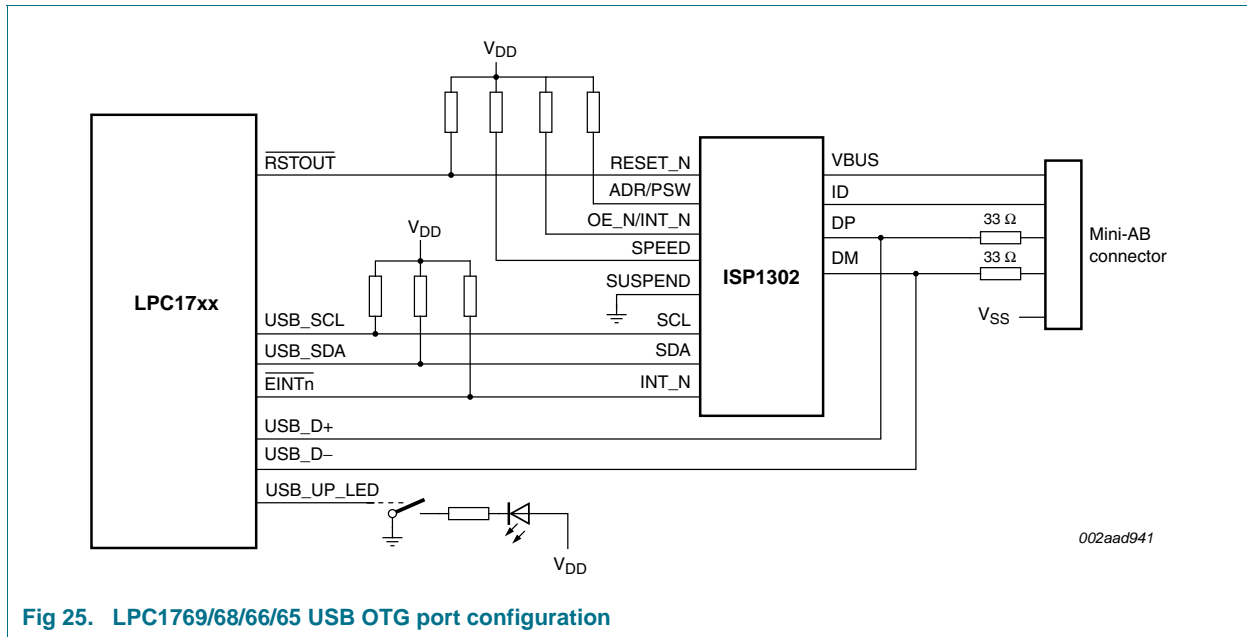 VDD
RSTOUT
RESET_N
ADR/PSW
OE_N/INT_N
SPEED
SUSPEND
VDD
LPC17xx
USB_SCL
SCL
USB_SDA
SDA
EINTn
INT_N
USB_D+
USB_D−
USB_UP_LED
VDD
ISP1302
VBUS
ID
DP
33 Ω
DM
33 Ω
VSS
Mini-AB
connector
002aad941
Fig 25. LPC1769/68/66/65 USB OTG port configuration